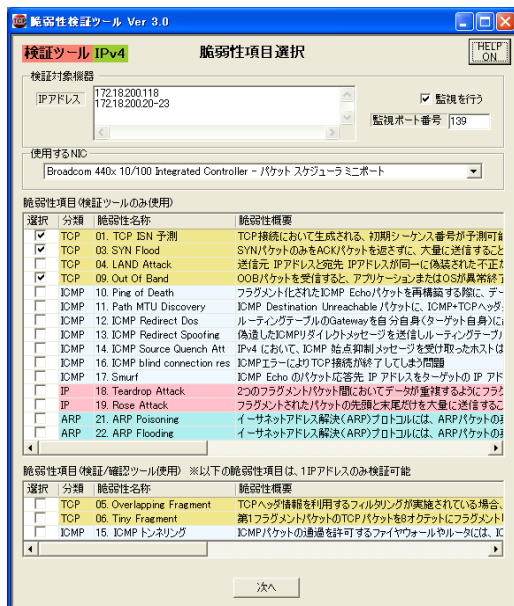 脆弱性検証ツール Ver 3.0
検証ツール IPv4 脆弱性項目選択 HELP ON
検証対象機器
IPアドレス 172.18.200.118
172.18.200.20-23
監視を行う
監視ポート番号 139
使用するNIC
Broadcom 440x 10/100 Integrated Controller - パケット スケジューラ ミニポート
脆弱性項目(検証ツールのみ使用)
選択 分類 脆弱性名称 脆弱性概要
TCP 01. TCP ISN 予測 TCP接続において生成される、初期シーケンス番号が予測可能
TCP 03. SYN Flood SYNパケットのみをACKパケットを返さずに、大量に送信すること
TCP 04. LAND Attack 送信元 IPアドレスと宛先 IPアドレスが同一に偽装された不正な
TCP 09. Out Of Band OOBパケットを受信すると、アプリケーションまたはOSが異常終了
ICMP 10. Ping of Death フラグメント化されたICMP Echoパケットを再構築する際に、デー
ICMP 11. Path MTU Discovery ICMP Destination Unreachable パケットに、ICMP+TCPヘッダ
ICMP 12. ICMP Redirect Dos ルーティングテーブルのGatewayを自分自身(ターゲット自身)に
ICMP 13. ICMP Redirect Spoofing 偽造したICMPリダイレクトメッセージを送信しルーティングテーブル
ICMP 14. ICMP Source Quench Att IPv4 において、ICMP 始点抑制メッセージを受け取ったホストは
ICMP 16. ICMP blind connection res ICMPエラーによりTCP接続が終了してしまう問題
ICMP 17. Smurf ICMP Echo のパケット応答先 IP アドレスをターゲットの IP アド
IP 18. Teardrop Attack 2つのフラグメントパケット間においてデータが重複するようにフラグ
IP 19. Rose Attack フラグメントされたパケットの先頭と末尾だけを大量に送信するこ
ARP 21. ARP Poisoning イーサネットアドレス解決(ARP)プロトコルには、ARPパケットの
ARP 22. ARP Flooding イーサネットアドレス解決(ARP)プロトコルには、ARPパケットの
脆弱性項目(検証/確認ツール使用) ※以下の脆弱性項目は、1IPアドレスのみ検証可能
選択 分類 脆弱性名称 脆弱性概要
TCP 05. Overlapping Fragment TCPヘッダ情報を利用するフィルタリングが実施されている場合、
TCP 06. Tiny Fragment 第1フラグメントパケットのTCPパケットを8オクテットにフラグメント
ICMP 15. ICMP トンネリング ICMPパケットの通過を許可するファイヤウォールやルータには、IC
次へ